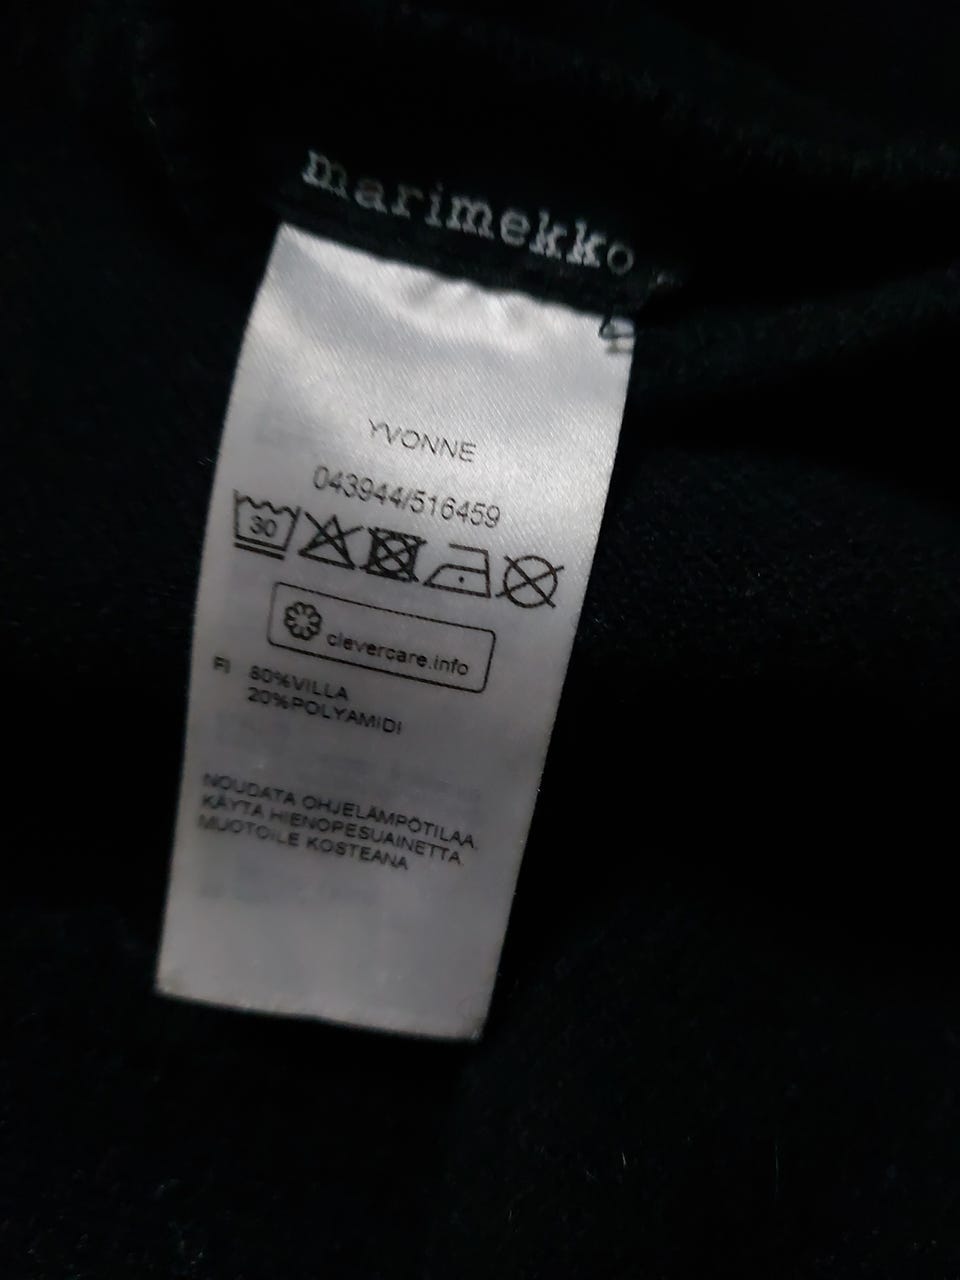 marimekko
YVONNE
043944/516459
30
clevercare.info
FI 80%VILLA
20%POLYAMIDI
NOUDATA OHJELÄMPÖTILAA.
KÄYTÄ HIENOPESUAINETTA.
MUOTOILE KOSTEANA